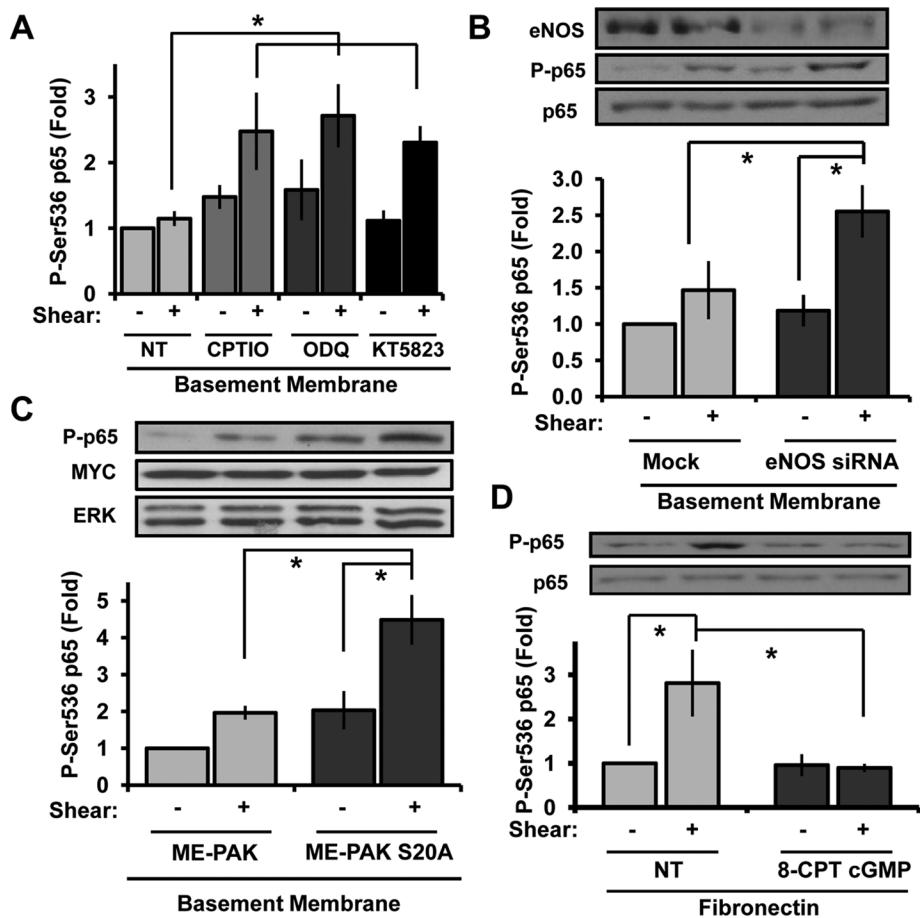 A
*
P-Ser536 p65 (Fold)
3
2
1
0
Shear: - + - + - + - +
NT CPTIO ODQ KT5823
Basement Membrane
B
eNOS
P-p65
p65
* *
P-Ser536 p65 (Fold)
3.0
2.5
2.0
1.5
1.0
0.5
0.0
Shear: - + - +
Mock eNOS siRNA
Basement Membrane
C
P-p65
MYC
ERK
* *
P-Ser536 p65 (Fold)
5
4
3
2
1
0
Shear: - + - +
ME-PAK ME-PAK S20A
Basement Membrane
D
P-p65
p65
* *
P-Ser536 p65 (Fold)
3
2
1
0
Shear: - + - +
NT 8-CPT cGMP
Fibronectin